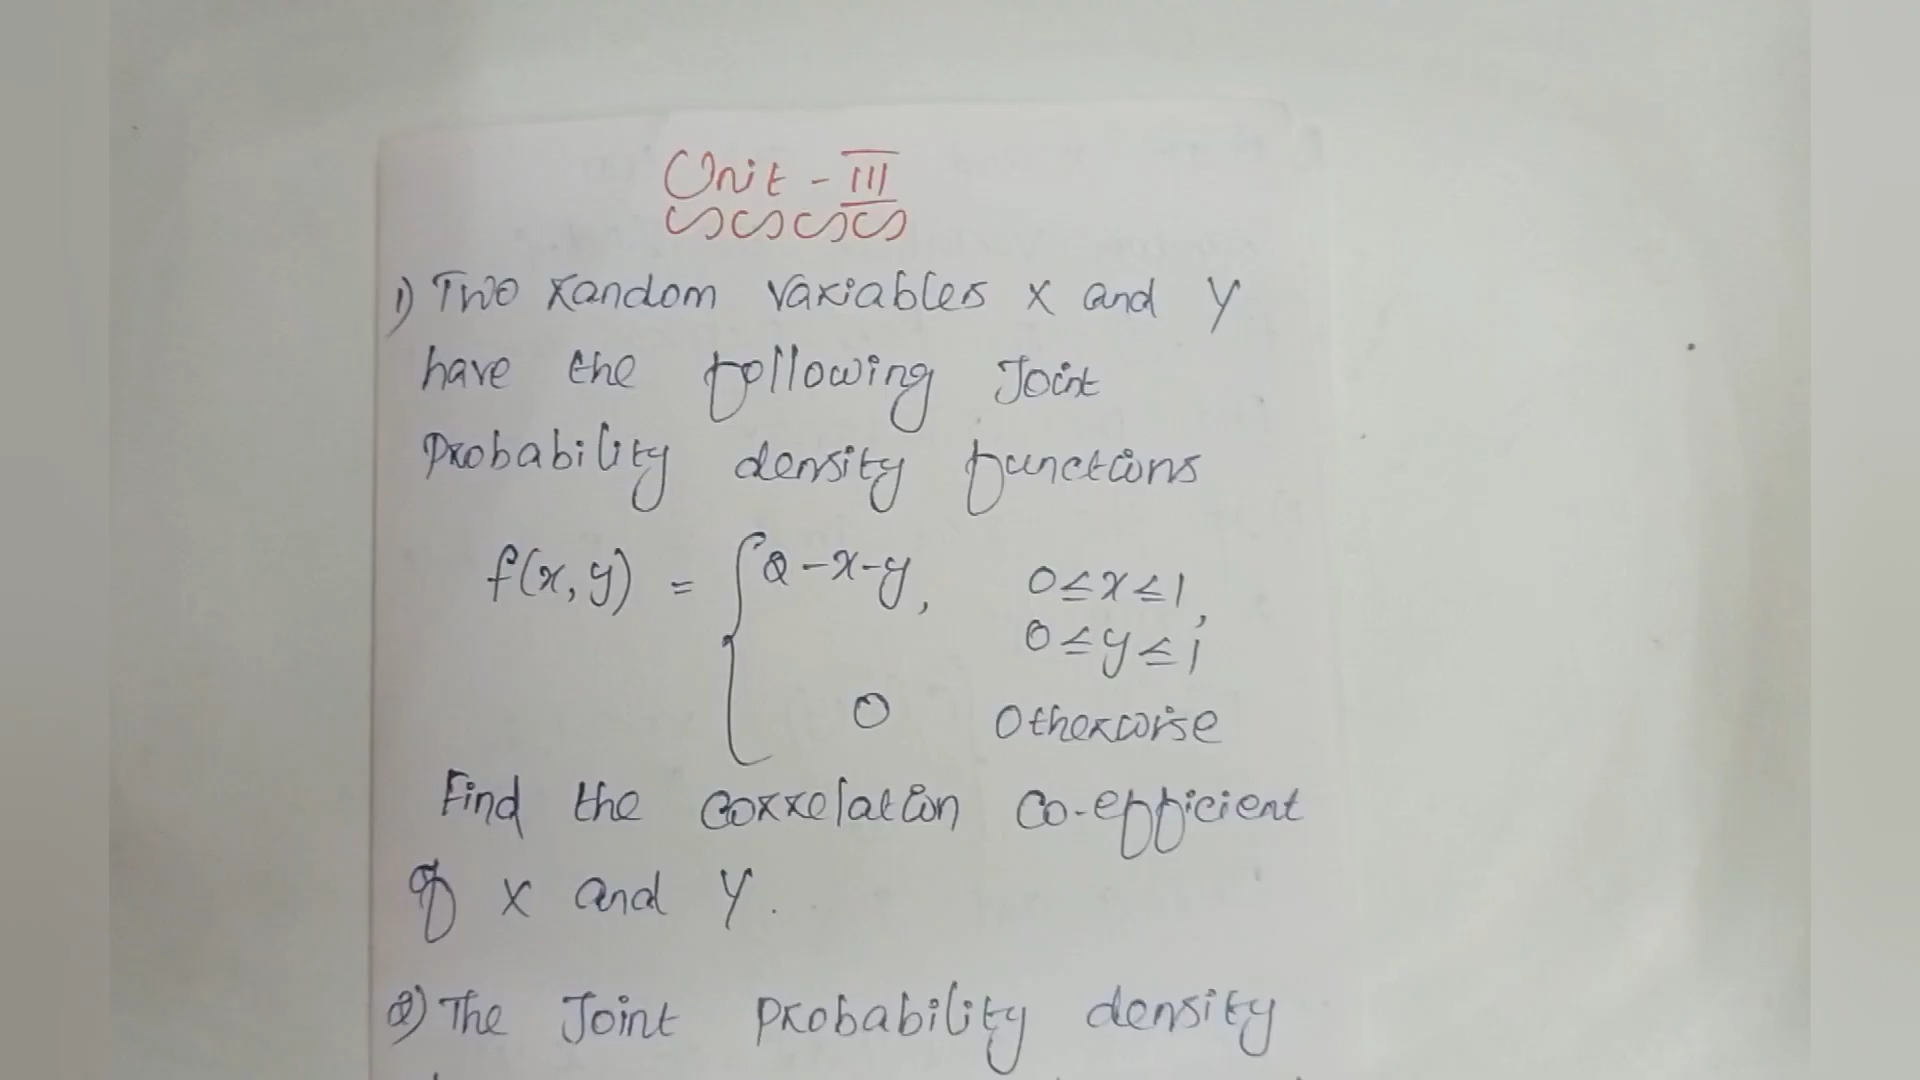 Unit - III
1) Two random variables X and Y
have the following Joint
Probability density functions
f(x, y) = { 2-x-y, 0≤x≤1,
0≤y≤1
0 Otherwise
Find the correlation co-efficient
of X and Y.
2) The Joint probability density